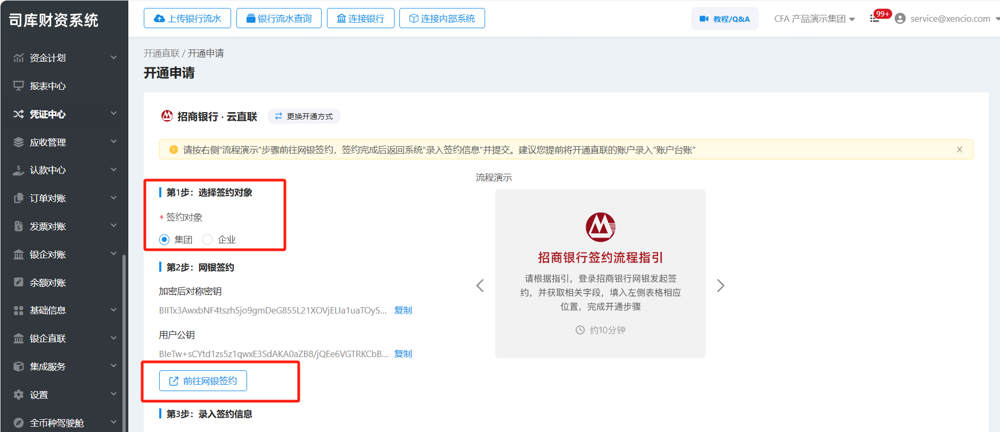 司库财资系统
上传银行流水
银行流水查询
连接银行
连接内部系统
教程/Q&A
CFA 产品演示集团
99+
service@xencio.com
资金计划
报表中心
凭证中心
应收管理
认款中心
订单对账
发票对账
银企对账
余额对账
基础信息
银企直联
集成服务
设置
全币种驾驶舱
开通直联 / 开通申请
开通申请
招商银行 · 云直联
更换开通方式
请按右侧“流程演示”步骤前往网银签约，签约完成后返回系统“录入签约信息”并提交。建议您提前将开通直联的账户录入“账户台账”
第1步：选择签约对象
* 签约对象
集团 企业
第2步：网银签约
加密后对称密钥
BIITx3AwxbNF4tszh5jo9gmDeG855L21XOVjELIa1uaTOy5... 复制
用户公钥
BIeTw+sCYtd1zs5z1qwxE3SdAKA0aZB8/jQEe6VGTRKCbB... 复制
前往网银签约
第3步：录入签约信息
流程演示
招商银行签约流程指引
请根据指引，登录招商银行网银发起签
约，并获取相关字段，填入左侧表格相应
位置，完成开通步骤
约10分钟